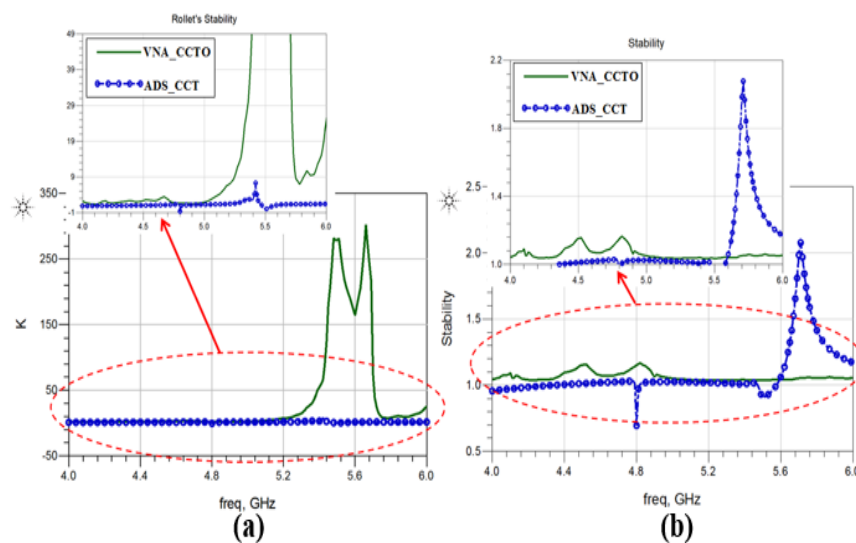 Rollet's Stability
49
39
29
19
9
-1
VNA_CCTO
ADS_CCT
4.0 4.5 5.0 5.5 6.0
350
250
150
50
-50
K
4.0 4.4 4.8 5.2 5.6 6.0
freq, GHz
(a)
Stability
2.2
1.8
1.4
1.0
VNA_CCTO
ADS_CCT
4.0 4.5 5.0 5.5 6.0
2.5
2.0
1.5
1.0
0.5
Stability
4.0 4.4 4.8 5.2 5.6 6.0
freq, GHz
(b)